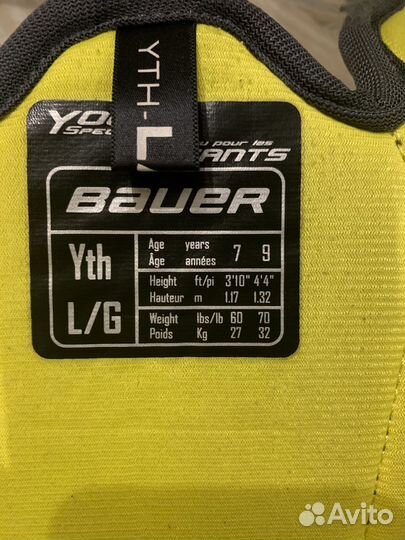 YTH-L
YO
SPEC
u pour les
ANTS
BAUER
Yth
L/G
Age years 7 9
Âge années
Height ft/pi 3'10" 4'4"
Hauteur m 1.17 1.32
Weight lbs/lb 60 70
Poids Kg 27 32
Avito